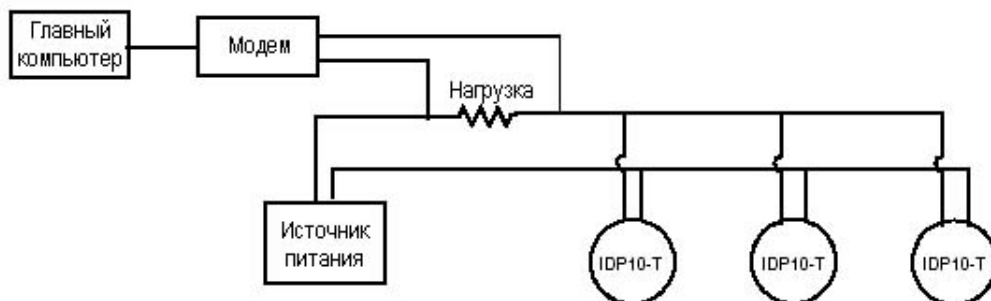 Главный
компьютер
Модем
Нагрузка
Источник
питания
IDP10-T
IDP10-T
IDP10-T